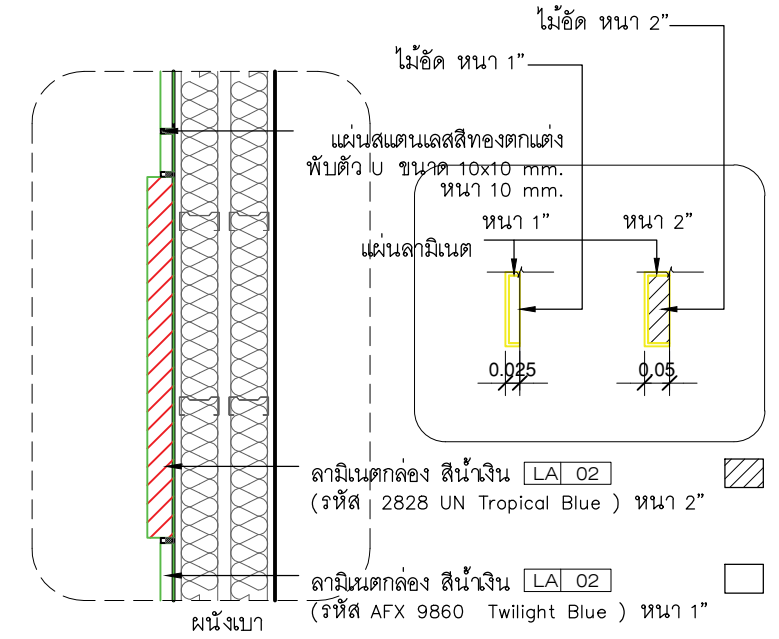 ไม้อัด หนา 2”
ไม้อัด หนา 1”
แผ่นสแตนเลสสีทองตกแต่ง
พับตัว U ขนาด 10x10 mm.
หนา 10 mm.
หนา 1” หนา 2”
แผ่นลามิเนต
0.025 0.05
ลามิเนตกล่อง สีน้ำเงิน LA 02
(รหัส 2828 UN Tropical Blue ) หนา 2”
ลามิเนตกล่อง สีน้ำเงิน LA 02
(รหัส AFX 9860 Twilight Blue ) หนา 1”
ผนังเบา